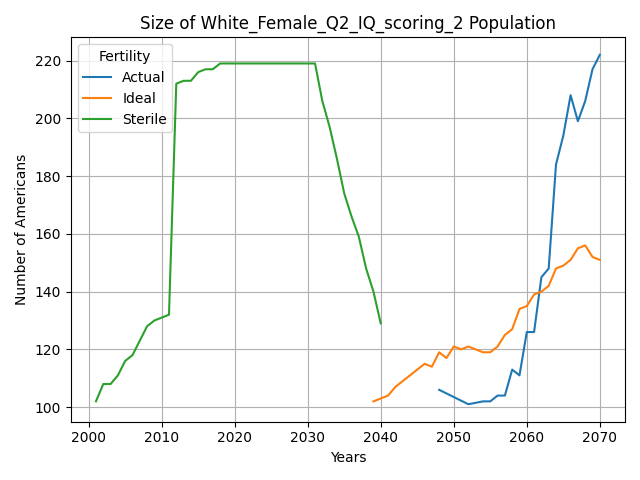 Size of White_Female_Q2_IQ_scoring_2 Population
Fertility
Actual
Ideal
Sterile
Number of Americans
220
200
180
160
140
120
100
2000 2010 2020 2030 2040 2050 2060 2070
Years